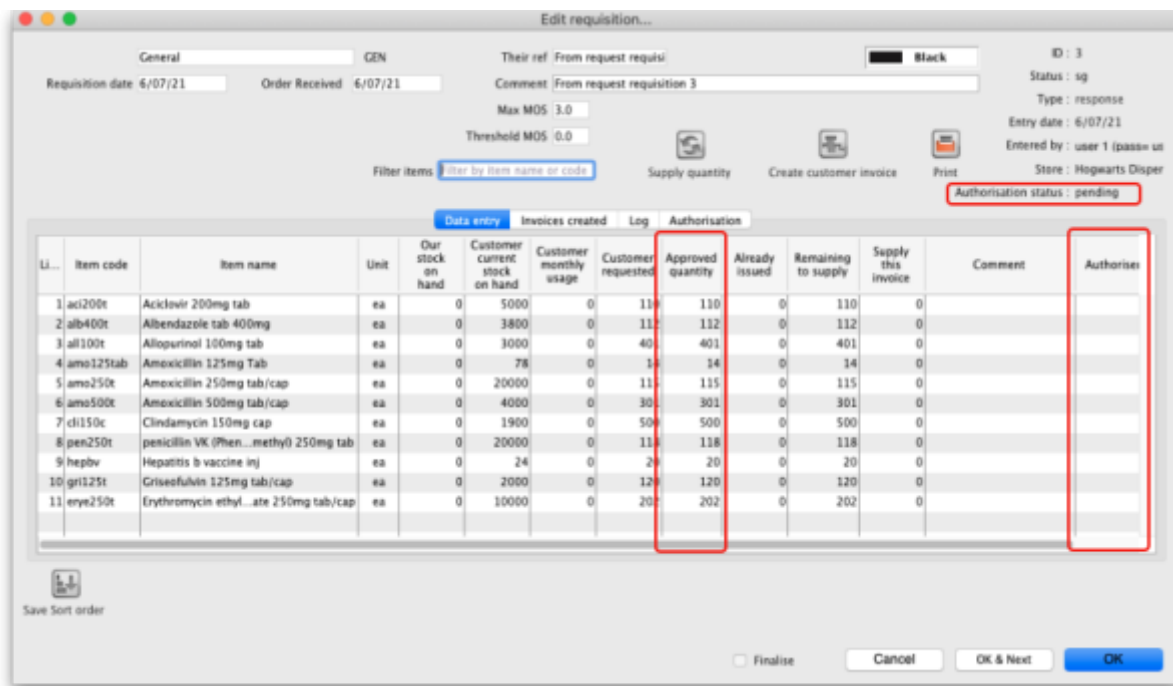 Edit requisition...
General GEN Their ref From request requisi Black ID : 3
Requisition date 6/07/21 Order Received 6/07/21 Comment From request requisition 3 Status : sg
Max MOS 3.0 Type : response
Threshold MOS 0.0 Entry date : 6/07/21
Filter items Filter by item name or code Supply quantity Create customer invoice Print Entered by : user 1 (pass= us
Store : Hogwarts Disper
Authorisation status : pending
Data entry Invoices created Log Authorisation
Li... Item code Item name Unit Our stock on hand Customer current stock on hand Customer monthly usage Customer requested Approved quantity Already issued Remaining to supply Supply this invoice Comment Authoriser
1 aci200t Aciclovir 200mg tab ea 0 5000 0 110 110 0 110 0
2 alb400t Albendazole tab 400mg ea 0 3800 0 112 112 0 112 0
3 all100t Allopurinol 100mg tab ea 0 3000 0 401 401 0 401 0
4 amo125tab Amoxicillin 125mg Tab ea 0 78 0 14 14 0 14 0
5 amo250t Amoxicillin 250mg tab/cap ea 0 20000 0 115 115 0 115 0
6 amo500t Amoxicillin 500mg tab/cap ea 0 4000 0 301 301 0 301 0
7 cli150c Clindamycin 150mg cap ea 0 1900 0 500 500 0 500 0
8 pen250t penicillin VK (Phen...methyl) 250mg tab ea 0 20000 0 118 118 0 118 0
9 hepbv Hepatitis b vaccine inj ea 0 24 0 20 20 0 20 0
10 gri125t Griseofulvin 125mg tab/cap ea 0 2000 0 120 120 0 120 0
11 erye250t Erythromycin ethyl...ate 250mg tab/cap ea 0 10000 0 202 202 0 202 0
Save Sort order
Finalise Cancel OK & Next OK